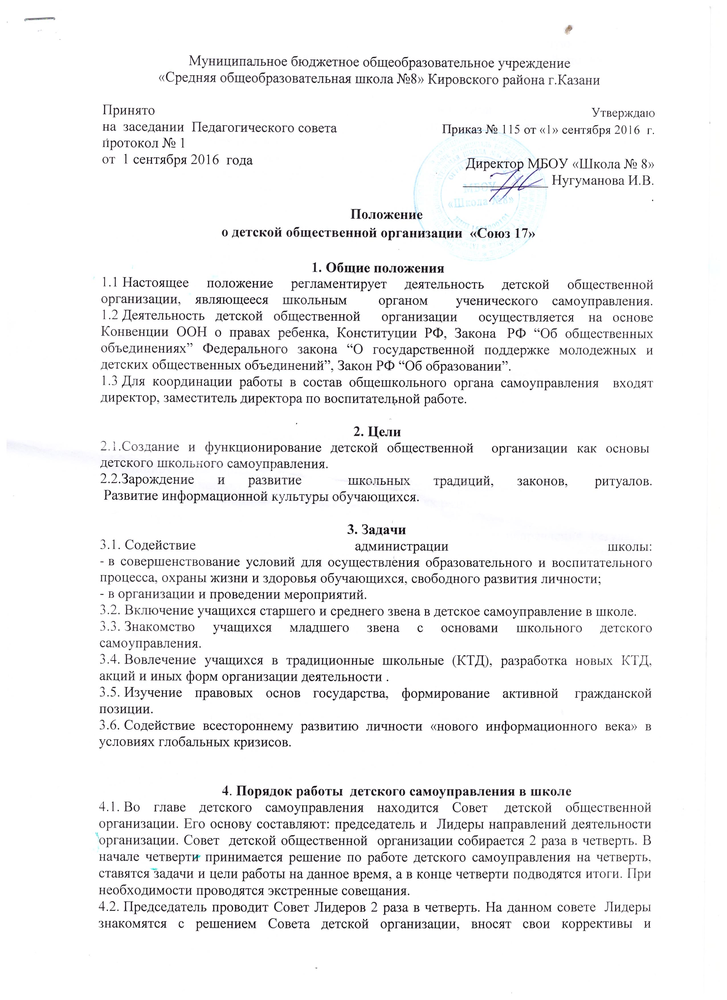 Муниципальное бюджетное общеобразовательное учреждение
«Средняя общеобразовательная школа №8» Кировского района г.Казани
Принято
на заседании Педагогического совета
протокол № 1
от 1 сентября 2016 года
Утверждаю
Приказ № 115 от «1» сентября 2016 г.
Директор МБОУ «Школа № 8»
____________ Нугуманова И.В.
МБОУ
«Школа №8»
Положение
о детской общественной организации «Союз 17»
1. Общие положения
1.1 Настоящее положение регламентирует деятельность детской общественной
организации, являющееся школьным органом ученического самоуправления.
1.2 Деятельность детской общественной организации осуществляется на основе
Конвенции ООН о правах ребенка, Конституции РФ, Закона РФ “Об общественных
объединениях” Федерального закона “О государственной поддержке молодежных и
детских общественных объединений”, Закон РФ “Об образовании”.
1.3 Для координации работы в состав общешкольного органа самоуправления входят
директор, заместитель директора по воспитательной работе.
2. Цели
2.1.Создание и функционирование детской общественной организации как основы
детского школьного самоуправления.
2.2.Зарождение и развитие школьных традиций, законов, ритуалов.
Развитие информационной культуры обучающихся.
3. Задачи
3.1. Содействие администрации школы:
- в совершенствование условий для осуществления образовательного и воспитательного
процесса, охраны жизни и здоровья обучающихся, свободного развития личности;
- в организации и проведении мероприятий.
3.2. Включение учащихся старшего и среднего звена в детское самоуправление в школе.
3.3. Знакомство учащихся младшего звена с основами школьного детского
самоуправления.
3.4. Вовлечение учащихся в традиционные школьные (КТД), разработка новых КТД,
акций и иных форм организации деятельности .
3.5. Изучение правовых основ государства, формирование активной гражданской
позиции.
3.6. Содействие всестороннему развитию личности «нового информационного века» в
условиях глобальных кризисов.
4. Порядок работы детского самоуправления в школе
4.1. Во главе детского самоуправления находится Совет детской общественной
организации. Его основу составляют: председатель и Лидеры направлений деятельности
организации. Совет детской общественной организации собирается 2 раза в четверть. В
начале четверти принимается решение по работе детского самоуправления на четверть,
ставятся задачи и цели работы на данное время, а в конце четверти подводятся итоги. При
необходимости проводятся экстренные совещания.
4.2. Председатель проводит Совет Лидеров 2 раза в четверть. На данном совете Лидеры
знакомятся с решением Совета детской организации, вносят свои коррективы и